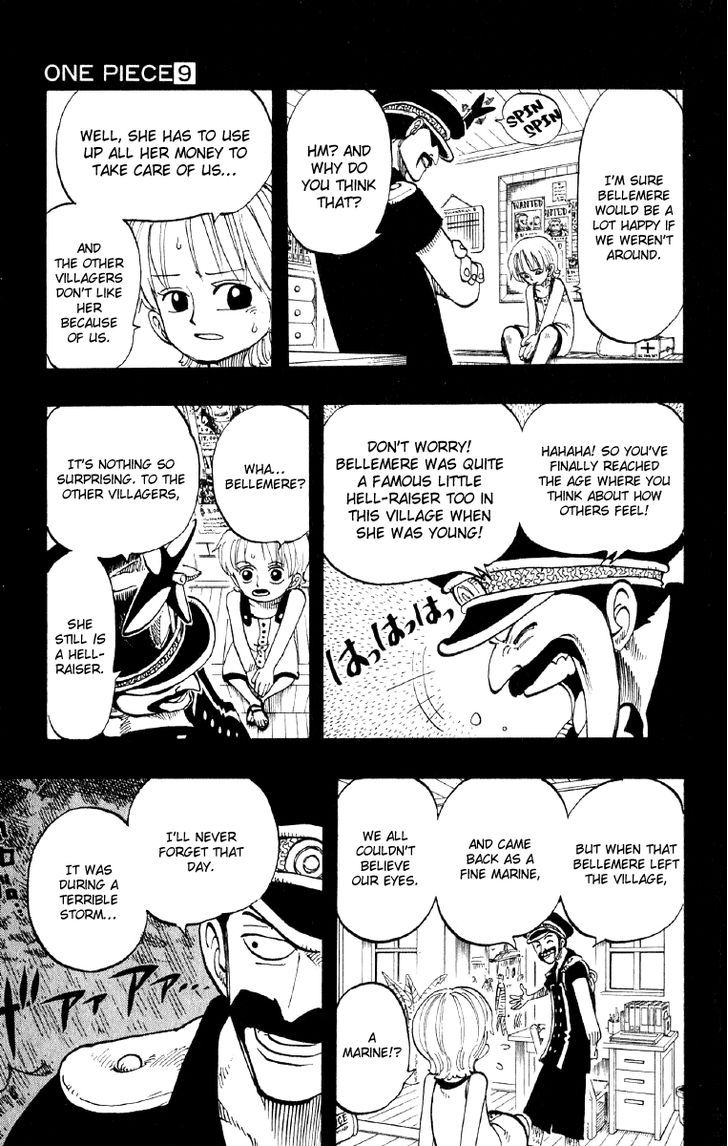 ONE PIECE 9
I'M SURE
BELLEMERE
WOULD BE A
LOT HAPPY IF
WE WEREN'T
AROUND.
SPIN
SPIN
WANTED
WANTED
HM? AND
WHY DO
YOU THINK
THAT?
WELL, SHE HAS TO USE
UP ALL HER MONEY TO
TAKE CARE OF US...
AND
THE OTHER
VILLAGERS
DON'T LIKE
HER
BECAUSE
OF US.
HAHAHA! SO YOU'VE
FINALLY REACHED
THE AGE WHERE YOU
THINK ABOUT HOW
OTHERS FEEL!
DON'T WORRY!
BELLEMERE WAS QUITE
A FAMOUS LITTLE
HELL-RAISER TOO IN
THIS VILLAGE WHEN
SHE WAS YOUNG!
はっはっはっ
WHA...
BELLEMERE?
IT'S NOTHING SO
SURPRISING. TO THE
OTHER VILLAGERS,
SHE
STILL IS
A HELL-
RAISER.
BUT WHEN THAT
BELLEMERE LEFT
THE VILLAGE,
AND CAME
BACK AS A
FINE MARINE,
WE ALL
COULDN'T
BELIEVE
OUR EYES.
A
MARINE!?
I'LL NEVER
FORGET THAT
DAY.
IT WAS
DURING A
TERRIBLE
STORM...